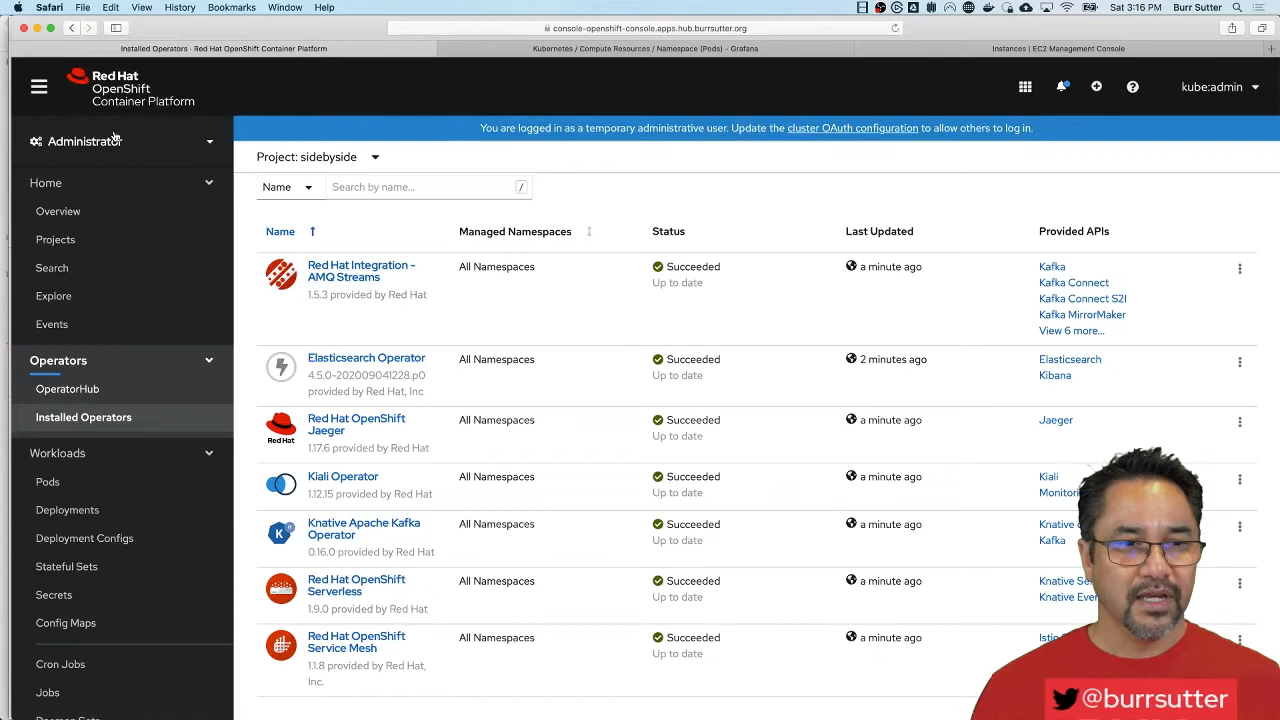 Safari File Edit View History Bookmarks Window Help
Sat 3:16 PM Burr Sutter
console-openshift-console.apps.hub.burrsutter.org
Installed Operators · Red Hat OpenShift Container Platform
Kubernetes / Compute Resources / Namespace (Pods) - Grafana
Instances | EC2 Management Console
Red Hat
OpenShift
Container Platform
kube:admin
You are logged in as a temporary administrative user. Update the cluster OAuth configuration to allow others to log in.
Administrator
Home
Overview
Projects
Search
Explore
Events
Operators
OperatorHub
Installed Operators
Workloads
Pods
Deployments
Deployment Configs
Stateful Sets
Secrets
Config Maps
Cron Jobs
Jobs
Project: sidebyside
Name
Search by name...
/
Name Managed Namespaces Status Last Updated Provided APIs
Red Hat Integration -
AMQ Streams
1.5.3 provided by Red Hat
All Namespaces
Succeeded
Up to date
a minute ago
Kafka
Kafka Connect
Kafka Connect S2I
Kafka MirrorMaker
View 6 more...
Elasticsearch Operator
4.5.0-202009041228.p0
provided by Red Hat, Inc
All Namespaces
Succeeded
Up to date
2 minutes ago
Elasticsearch
Kibana
Red Hat
Red Hat OpenShift
Jaeger
1.17.6 provided by Red Hat
All Namespaces
Succeeded
Up to date
a minute ago
Jaeger
Kiali Operator
1.12.15 provided by Red Hat
All Namespaces
Succeeded
Up to date
a minute ago
Kiali
Monitori
K
n
Knative Apache Kafka
Operator
0.16.0 provided by Red Hat
All Namespaces
Succeeded
Up to date
a minute ago
Knative
Kafka
Red Hat OpenShift
Serverless
1.9.0 provided by Red Hat
All Namespaces
Succeeded
Up to date
a minute ago
Knative Se
Knative Even
Red Hat OpenShift
Service Mesh
1.1.8 provided by Red Hat,
Inc.
All Namespaces
Succeeded
Up to date
a minute ago
Istio
@burrsutter